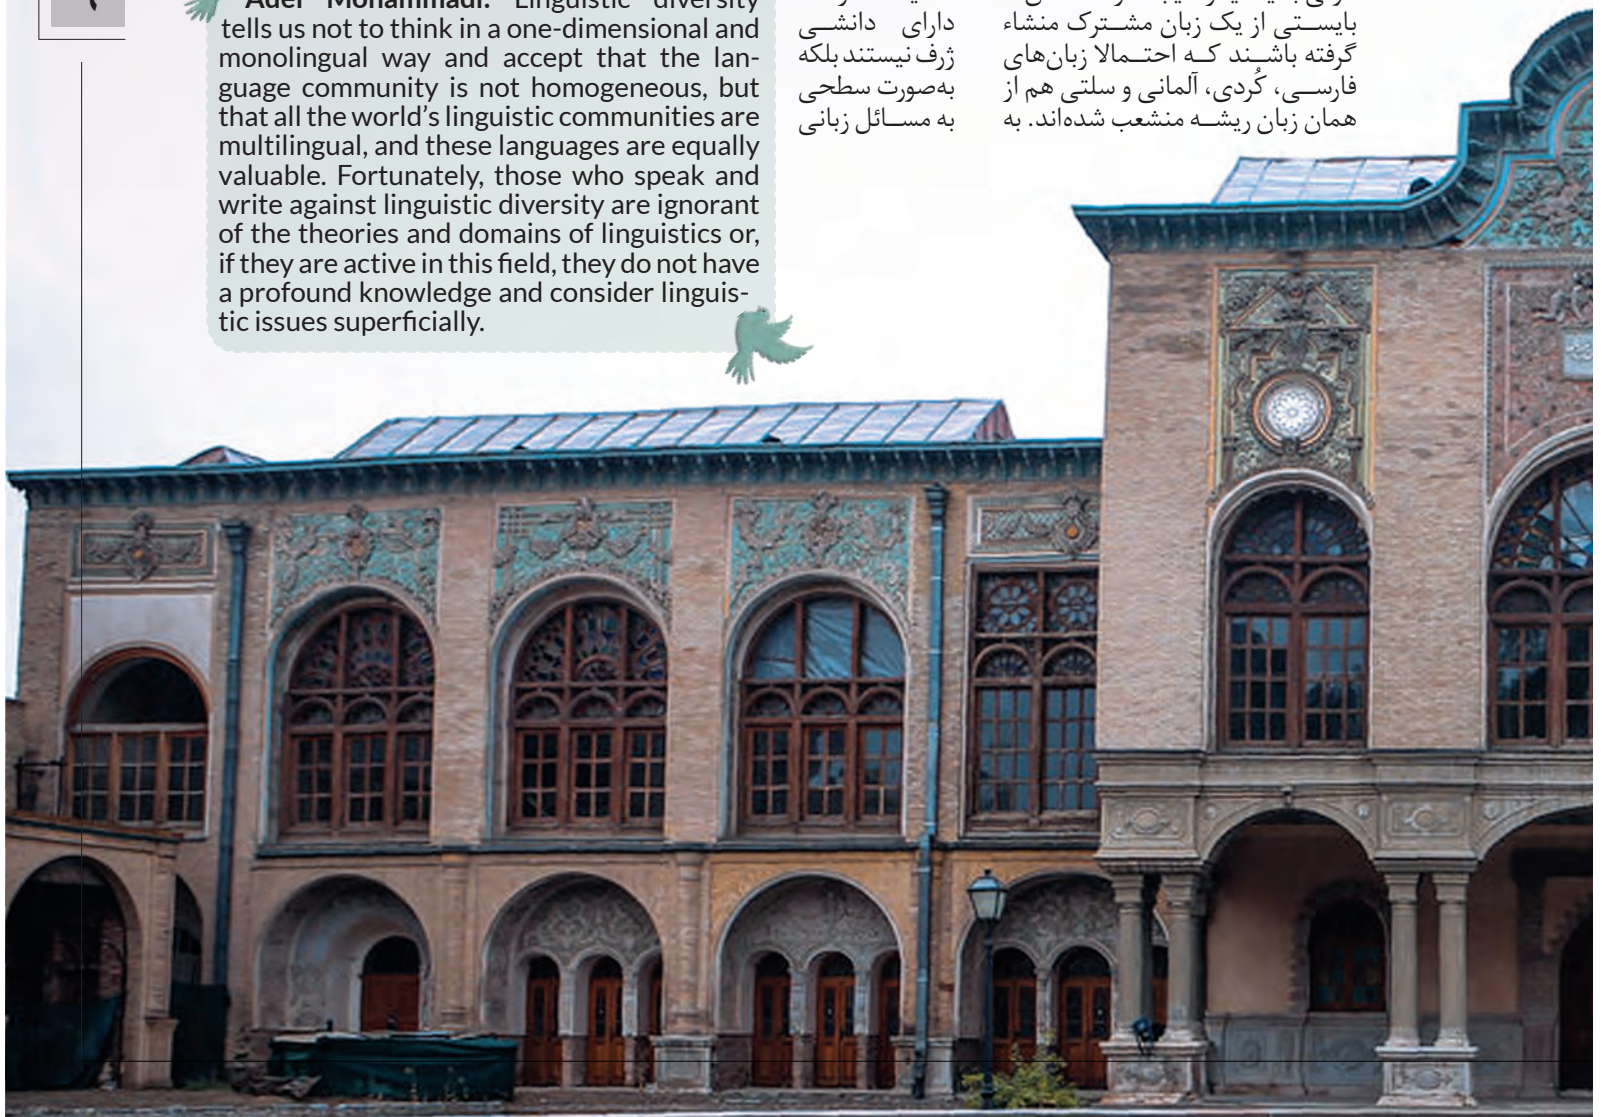 Adel Mohammadi: Linguistic diversity
tells us not to think in a one-dimensional and
monolingual way and accept that the lan-
guage community is not homogeneous, but
that all the world’s linguistic communities are
multilingual, and these languages are equally
valuable. Fortunately, those who speak and
write against linguistic diversity are ignorant
of the theories and domains of linguistics or,
if they are active in this field, they do not have
a profound knowledge and consider linguis-
tic issues superficially.
بایستی از یک زبان مشترک منشاء
گرفته باشند که احتمالا زبان‌های
فارسی، کُردی، آلمانی و سلتی هم از
همان زبان ریشه منشعب شده‌اند. به
دارای دانشی
ژرف نیستند بلکه
به‌صورت سطحی
به مسائل زبانی